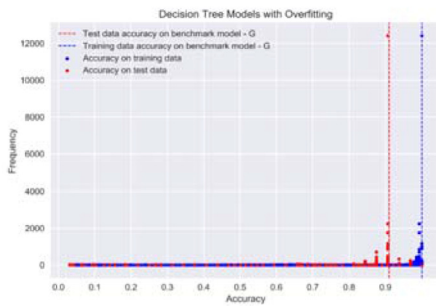 Decision Tree Models with Overfitting
Test data accuracy on benchmark model - G
Training data accuracy on benchmark model - G
Accuracy on training data
Accuracy on test data
12000
10000
8000
6000
4000
2000
0
Frequency
0.0 0.1 0.2 0.3 0.4 0.5 0.6 0.7 0.8 0.9 1.0
Accuracy